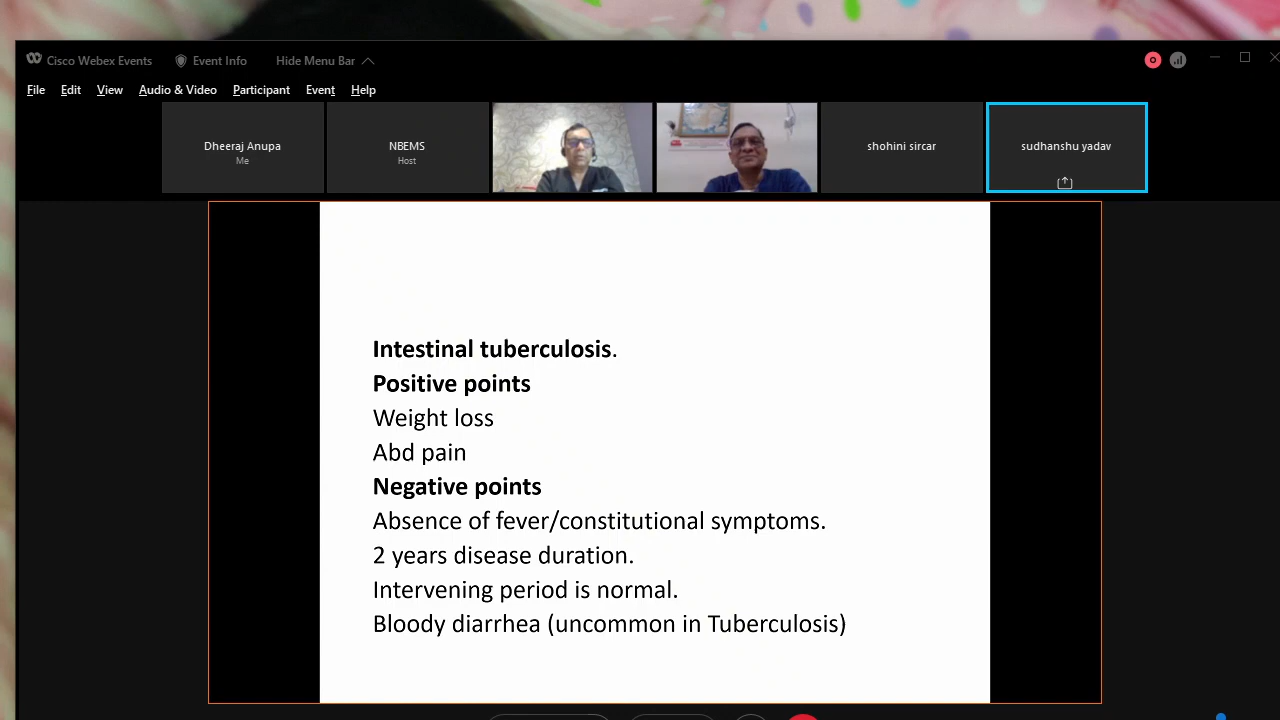 Cisco Webex Events Event Info Hide Menu Bar
File Edit View Audio & Video Participant Event Help
Dheeraj Anupa
Me
NBEMS
Host
shohini sircar
sudhanshu yadav
Intestinal tuberculosis.
Positive points
Weight loss
Abd pain
Negative points
Absence of fever/constitutional symptoms.
2 years disease duration.
Intervening period is normal.
Bloody diarrhea (uncommon in Tuberculosis)